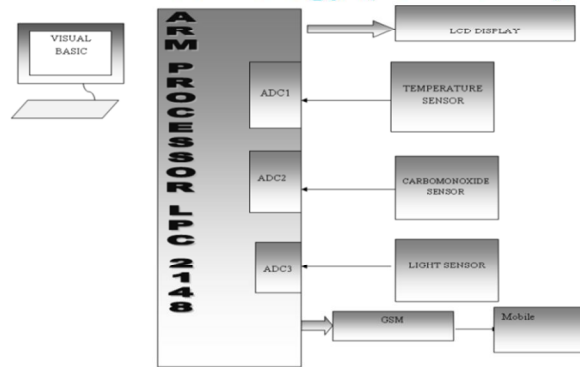 VISUAL
BASIC
ARM PROCESSOR LPC 2148
ADC1
ADC2
ADC3
LCD DISPLAY
TEMPERATURE
SENSOR
CARBOMONOXIDE
SENSOR
LIGHT SENSOR
GSM
Mobile